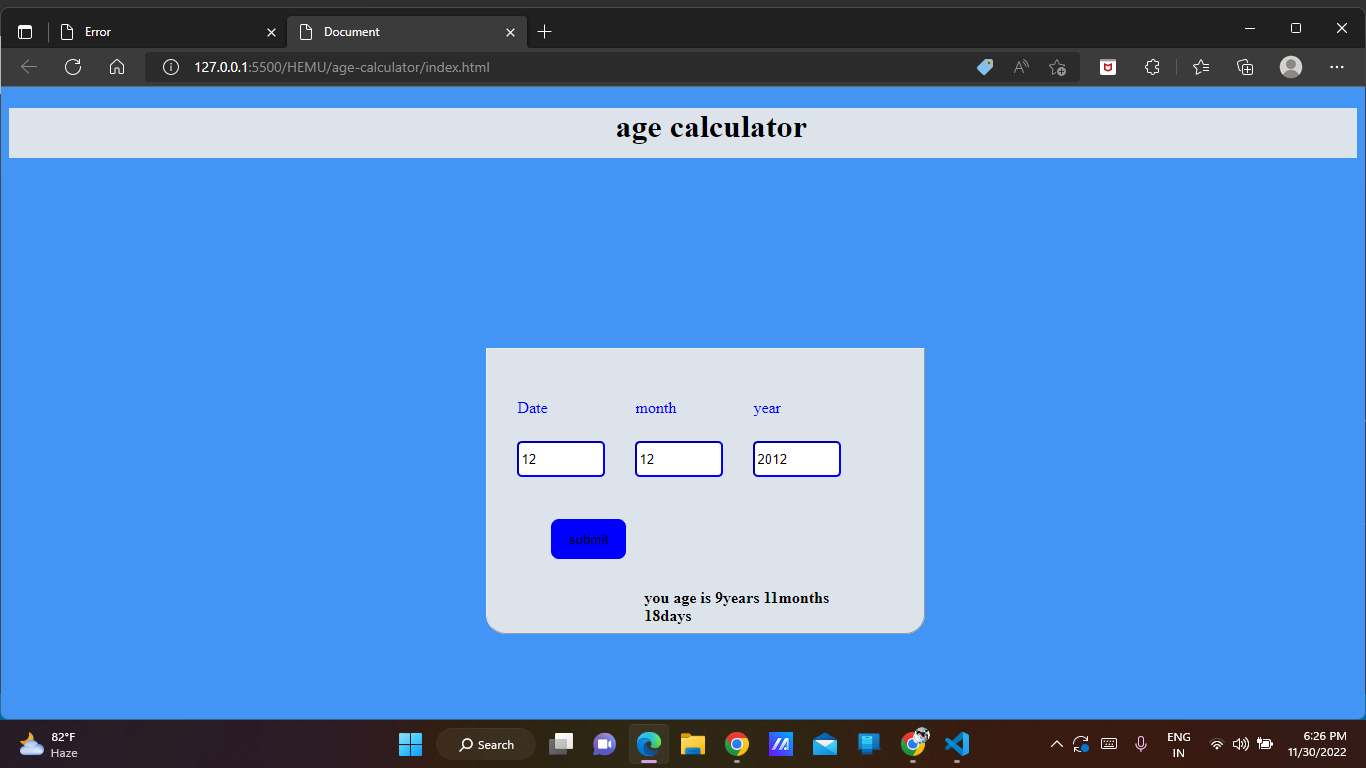 Error
Document
127.0.0.1:5500/HEMU/age-calculator/index.html
age calculator
Date month year
12 12 2012
submit
you age is 9years 11months
18days
82°F
Haze
Search
ENG
IN
6:26 PM
11/30/2022